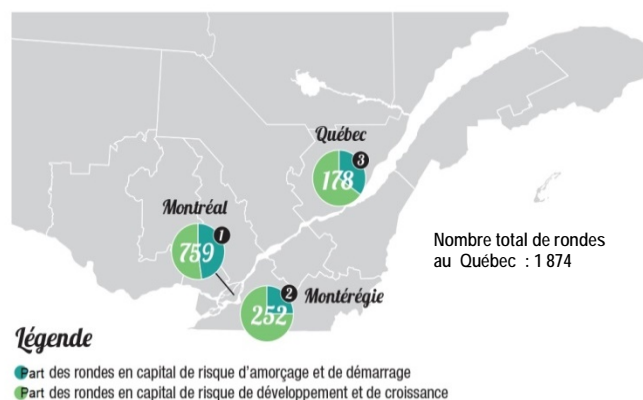 Québec
3
178
Montréal
1
759
Nombre total de rondes
au Québec : 1 874
2
Montérégie
252
Légende
Part des rondes en capital de risque d'amorçage et de démarrage
Part des rondes en capital de risque de développement et de croissance